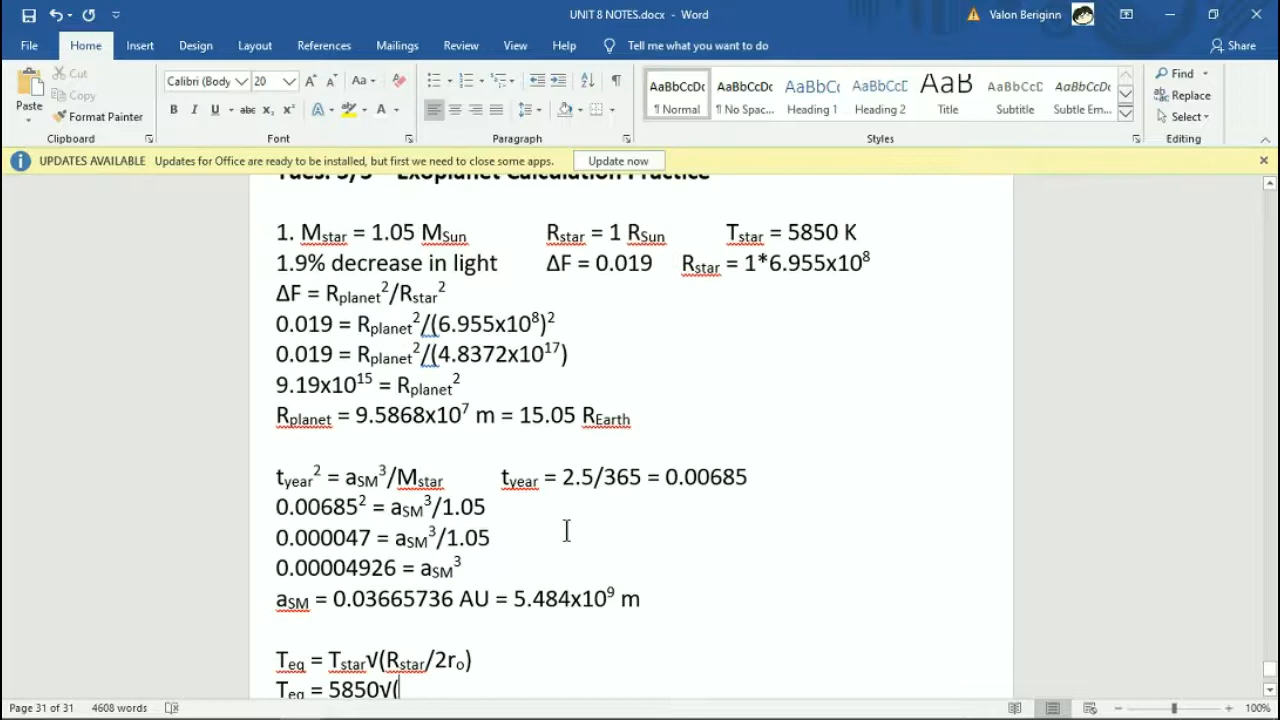 UNIT 8 NOTES.docx - Word
Valon Beriginn
File Home Insert Design Layout References Mailings Review View Help Tell me what you want to do Share
Paste Cut Calibri (Body 20 AaBbCcDc AaBbCcDc AaBbCc AaBbCcD AaB AaBbCcD AaBbCcDc Find
Copy Replace
Format Painter ¶ Normal ¶ No Spac... Heading 1 Heading 2 Title Subtitle Subtle Em... Select
Clipboard Font Paragraph Styles Editing
UPDATES AVAILABLE Updates for Office are ready to be installed, but first we need to close some apps. Update now
Exoplanet Calculation Practice
1. Mstar = 1.05 MSun Rstar = 1 RSun Tstar = 5850 K
1.9% decrease in light ΔF = 0.019 Rstar = 1*6.955x10⁸
ΔF = Rplanet²/Rstar²
0.019 = Rplanet²/(6.955x10⁸)²
0.019 = Rplanet²/(4.8372x10¹⁷)
9.19x10¹⁵ = Rplanet²
Rplanet = 9.5868x10⁷ m = 15.05 REarth
tyear² = aSM³/Mstar tyear = 2.5/365 = 0.00685
0.00685² = aSM³/1.05
0.000047 = aSM³/1.05
0.00004926 = aSM³
aSM = 0.03665736 AU = 5.484x10⁹ m
Teq = Tstar√(Rstar/2ro)
Teq = 5850√(
Page 31 of 31 4608 words 100%